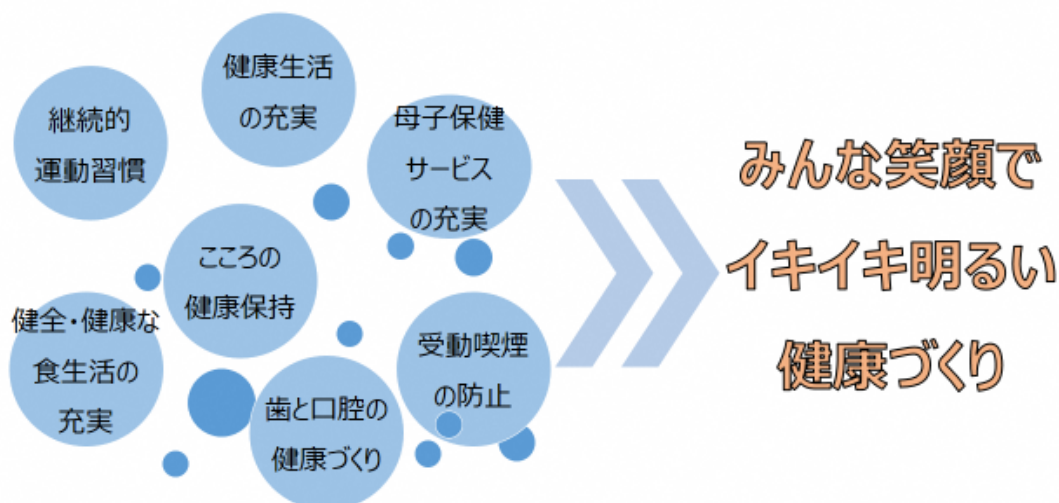 健康生活
の充実
継続的
運動習慣
母子保健
サービス
の充実
こころの
健康保持
健全・健康な
食生活の
充実
受動喫煙
の防止
歯と口腔の
健康づくり
みんな笑顔で
イキイキ明るい
健康づくり